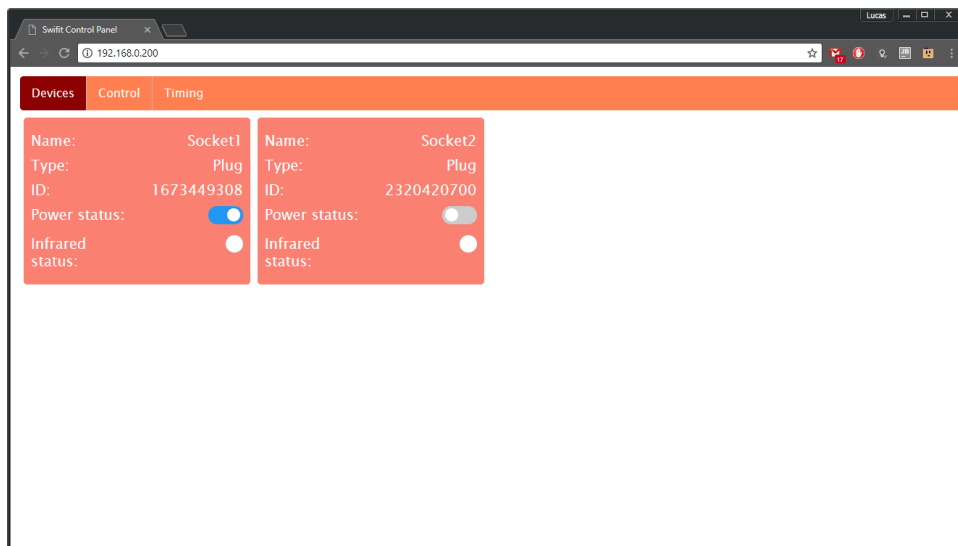 Lucas
Swifit Control Panel
192.168.0.200
17
Devices Control Timing
Name: Socket1
Type: Plug
ID: 1673449308
Power status:
Infrared
status:
Name: Socket2
Type: Plug
ID: 2320420700
Power status:
Infrared
status: